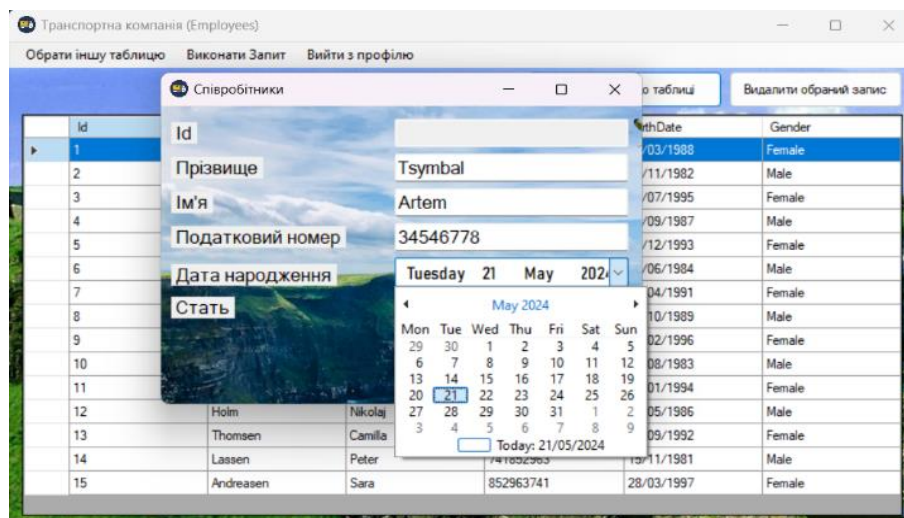 Транспортна компанія (Employees)
Обрати іншу таблицю Виконати Запит Вийти з профілю
Співробітники
таблиці Видалити обраний запис
Id Gender
Id
Прізвище Tsymbal
Ім'я Artem
Податковий номер 34546778
Дата народження Tuesday 21 May
Стать
May 2024
Mon Tue Wed Thu Fri Sat Sun
29 30 1 2 3 4 5
6 7 8 9 10 11 12
13 14 15 16 17 18 19
20 21 22 23 24 25 26
27 28 29 30 31 1 2
3 4 5 6 7 8 9
Today: 21/05/2024
1 /03/1988 Female
2 /11/1982 Male
3 /07/1995 Female
4 /09/1987 Male
5 /12/1993 Female
6 /06/1984 Male
7 04/1991 Female
8 10/1989 Male
9 02/1996 Female
10 08/1983 Male
11 01/1994 Female
12 Holm Nikolaj 05/1986 Male
13 Thomsen Camilla 09/1992 Female
14 Lassen Peter 741852963 15/11/1981 Male
15 Andreasen Sara 852963741 28/03/1997 Female